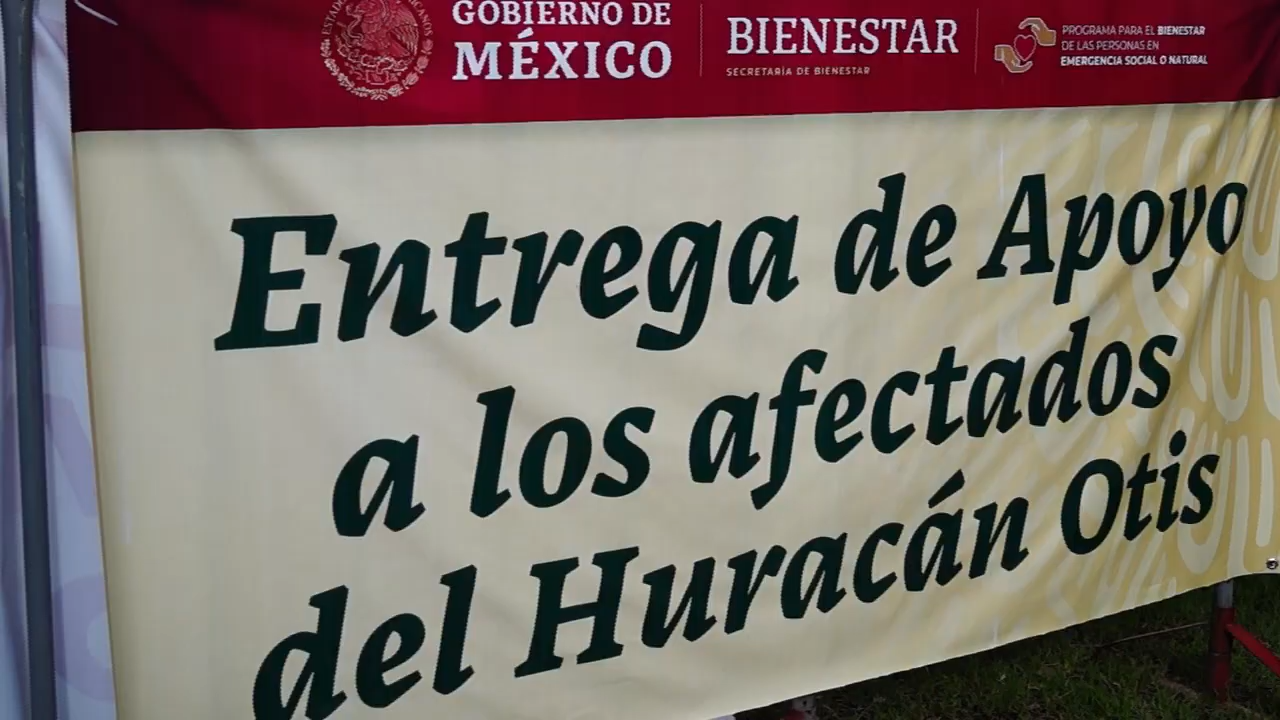 GOBIERNO DE
MÉXICO
BIENESTAR
SECRETARÍA DE BIENESTAR
PROGRAMA PARA EL BIENESTAR
DE LAS PERSONAS EN
EMERGENCIA SOCIAL O NATURAL
Entrega de Apoyo
a los afectados
del Huracán Otis